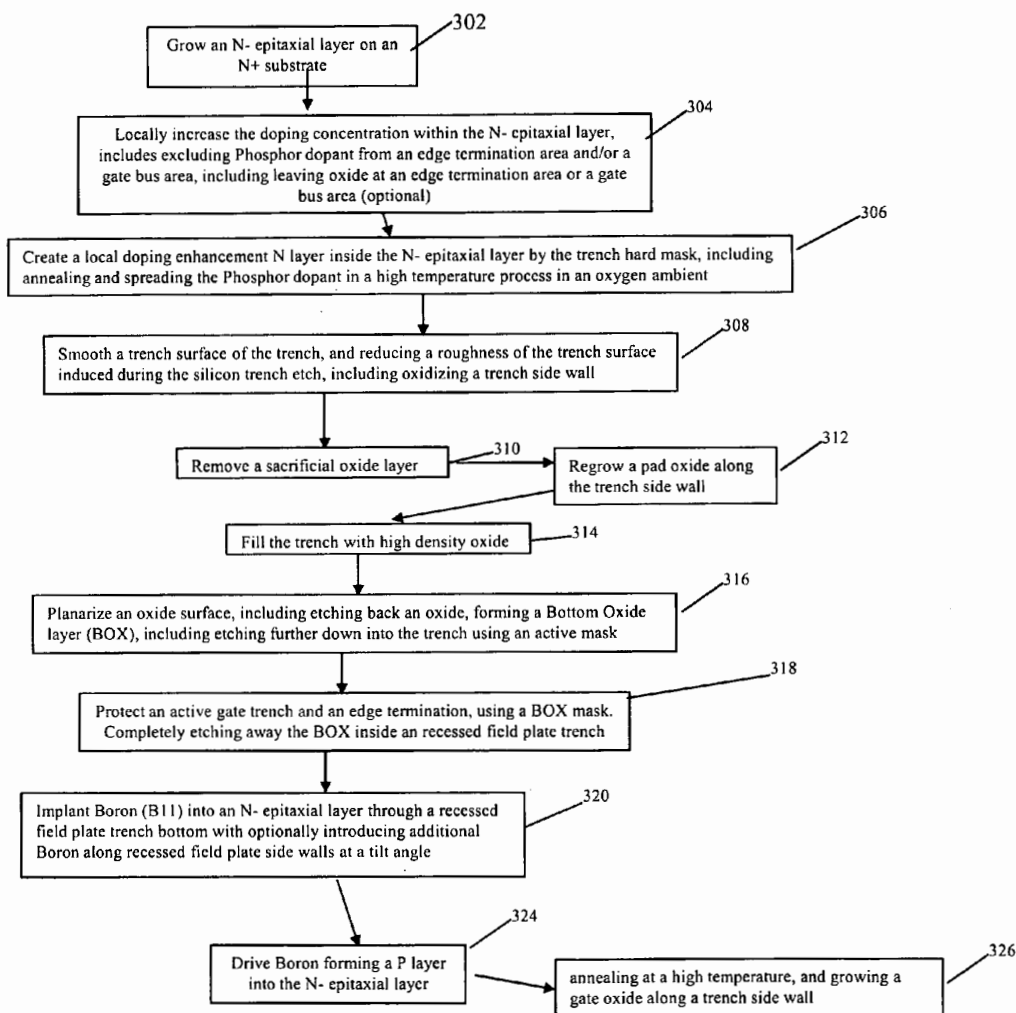 302
Grow an N- epitaxial layer on an
N+ substrate
304
Locally increase the doping concentration within the N- epitaxial layer,
includes excluding Phosphor dopant from an edge termination area and/or a
gate bus area, including leaving oxide at an edge termination area or a gate
bus area (optional)
306
Create a local doping enhancement N layer inside the N- epitaxial layer by the trench hard mask, including
annealing and spreading the Phosphor dopant in a high temperature process in an oxygen ambient
308
Smooth a trench surface of the trench, and reducing a roughness of the trench surface
induced during the silicon trench etch, including oxidizing a trench side wall
310
Remove a sacrificial oxide layer
312
Regrow a pad oxide along
the trench side wall
Fill the trench with high density oxide
314
316
Planarize an oxide surface, including etching back an oxide, forming a Bottom Oxide
layer (BOX), including etching further down into the trench using an active mask
318
Protect an active gate trench and an edge termination, using a BOX mask.
Completely etching away the BOX inside an recessed field plate trench
320
Implant Boron (B11) into an N- epitaxial layer through a recessed
field plate trench bottom with optionally introducing additional
Boron along recessed field plate side walls at a tilt angle
324
Drive Boron forming a P layer
into the N- epitaxial layer
326
annealing at a high temperature, and growing a
gate oxide along a trench side wall